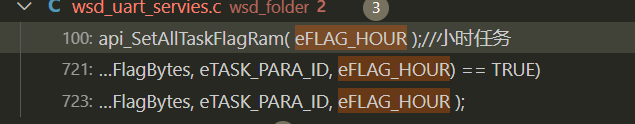 C wsd_uart_servies.c wsd_folder 2 3
100: api_SetAllTaskFlagRam( eFLAG_HOUR );//小时任务
721: ...FlagBytes, eTASK_PARA_ID, eFLAG_HOUR) == TRUE)
723: ...FlagBytes, eTASK_PARA_ID, eFLAG_HOUR );